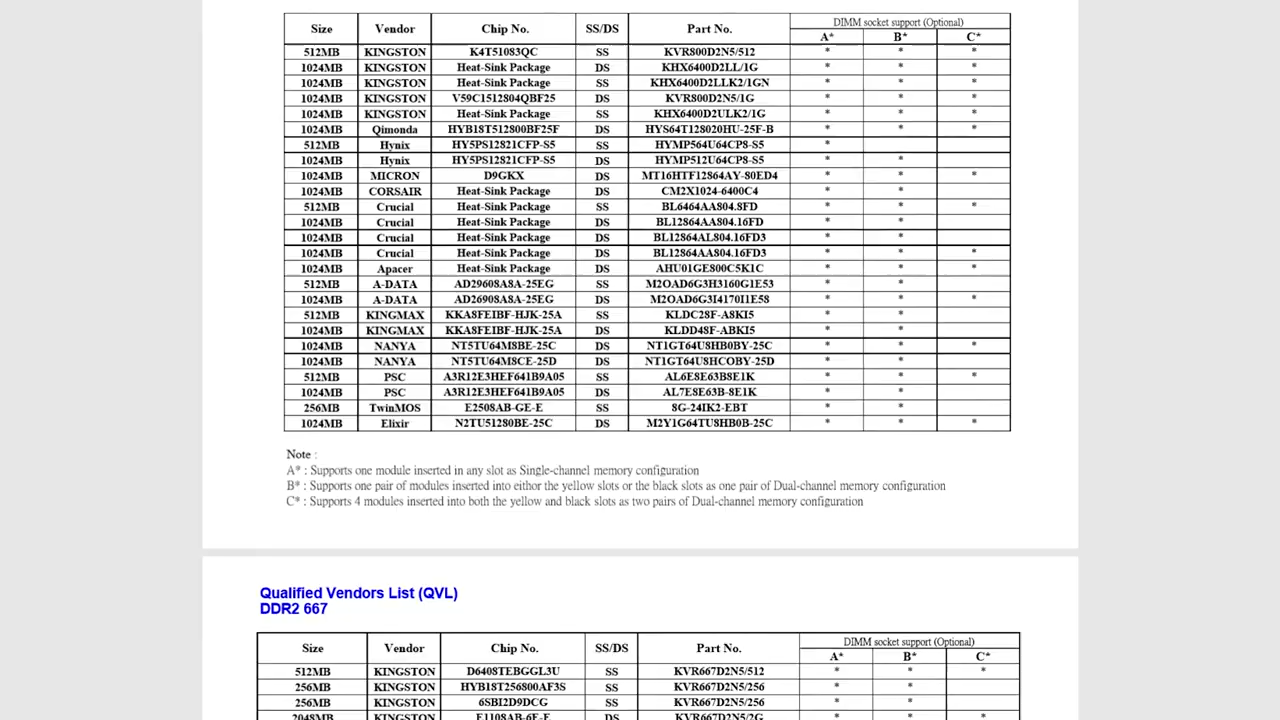 Size Vendor Chip No. SS/DS Part No. DIMM socket support (Optional)
A* B* C*
512MB KINGSTON K4T51083QC SS KVR800D2N5/512 * * *
1024MB KINGSTON Heat-Sink Package DS KHX6400D2LL/1G * * *
1024MB KINGSTON Heat-Sink Package SS KHX6400D2LLK2/1GN * * *
1024MB KINGSTON V59C1512804QBF25 DS KVR800D2N5/1G * * *
1024MB KINGSTON Heat-Sink Package SS KHX6400D2ULK2/1G * * *
1024MB Qimonda HYB18T512800BF25F DS HYS64T128020HU-25F-B * * *
512MB Hynix HY5PS12821CFP-S5 SS HYMP564U64CP8-S5 *
1024MB Hynix HY5PS12821CFP-S5 DS HYMP512U64CP8-S5 * *
1024MB MICRON D9GKX DS MT16HTF12864AY-80ED4 * * *
1024MB CORSAIR Heat-Sink Package DS CM2X1024-6400C4 * *
512MB Crucial Heat-Sink Package SS BL6464AA804.8FD * * *
1024MB Crucial Heat-Sink Package DS BL12864AA804.16FD * *
1024MB Crucial Heat-Sink Package DS BL12864AL804.16FD3 * *
1024MB Crucial Heat-Sink Package DS BL12864AA804.16FD3 * * *
1024MB Apacer Heat-Sink Package DS AHU01GE800C5K1C * * *
512MB A-DATA AD29608A8A-25EG SS M2OAD6G3H3160G1E53 * *
1024MB A-DATA AD26908A8A-25EG DS M2OAD6G3I4170I1E58 * * *
512MB KINGMAX KKA8FEIBF-HJK-25A SS KLDC28F-A8KI5 * *
1024MB KINGMAX KKA8FEIBF-HJK-25A DS KLDD48F-ABKI5 * *
1024MB NANYA NT5TU64M8BE-25C DS NT1GT64U8HB0BY-25C * * *
1024MB NANYA NT5TU64M8CE-25D DS NT1GT64U8HCOBY-25D * *
512MB PSC A3R12E3HEF641B9A05 SS AL6E8E63B8E1K * * *
1024MB PSC A3R12E3HEF641B9A05 DS AL7E8E63B-8E1K * *
256MB TwinMOS E2508AB-GE-E SS 8G-24IK2-EBT * *
1024MB Elixir N2TU51280BE-25C DS M2Y1G64TU8HB0B-25C * * *
Note :
A* : Supports one module inserted in any slot as Single-channel memory configuration
B* : Supports one pair of modules inserted into eithor the yellow slots or the black slots as one pair of Dual-channel memory configuration
C* : Supports 4 modules inserted into both the yellow and black slots as two pairs of Dual-channel memory configuration
Qualified Vendors List (QVL)
DDR2 667
Size Vendor Chip No. SS/DS Part No. DIMM socket support (Optional)
A* B* C*
512MB KINGSTON D6408TEBGGL3U SS KVR667D2N5/512 * * *
256MB KINGSTON HYB18T256800AF3S SS KVR667D2N5/256 * *
256MB KINGSTON 6SBI2D9DCG SS KVR667D2N5/256 * *
2048MB KINGSTON E1108AB-6E-E DS KVR667D2N5/2G * * *